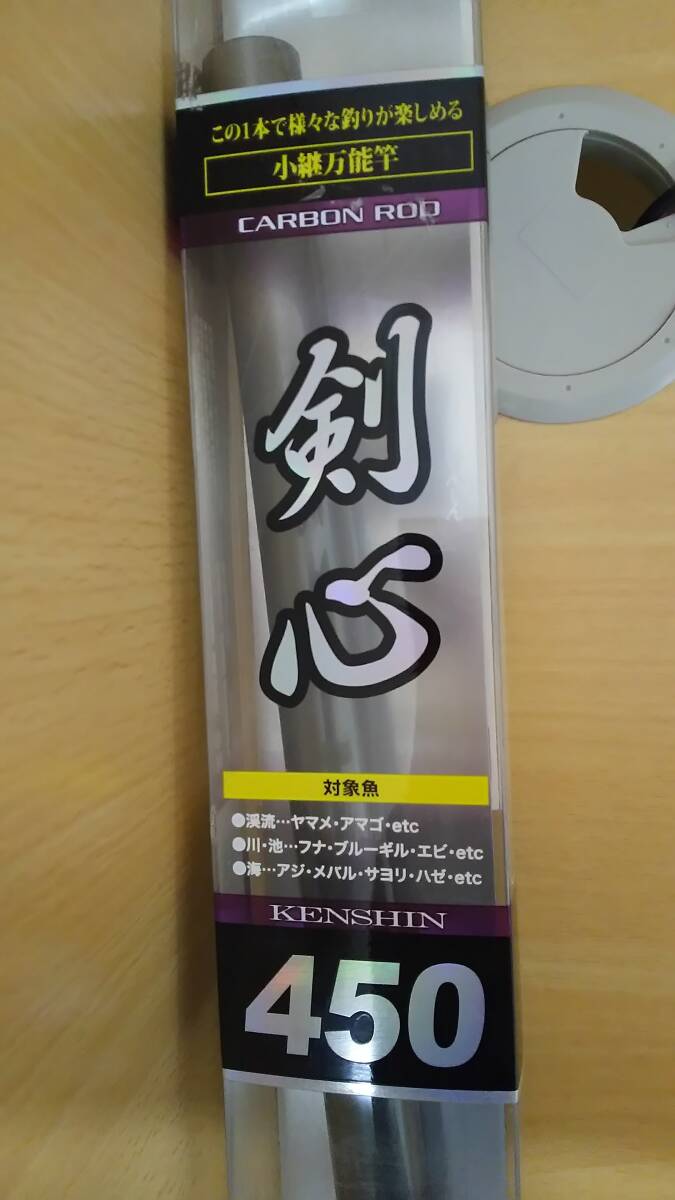 この1本で様々な釣りが楽しめる
小継万能竿
CARBON ROD
剣心
対象魚
●渓流…ヤマメ・アマゴ・etc
●川・池…フナ・ブルーギル・エビ・etc
●海…アジ・メバル・サヨリ・ハゼ・etc
KENSHIN
450